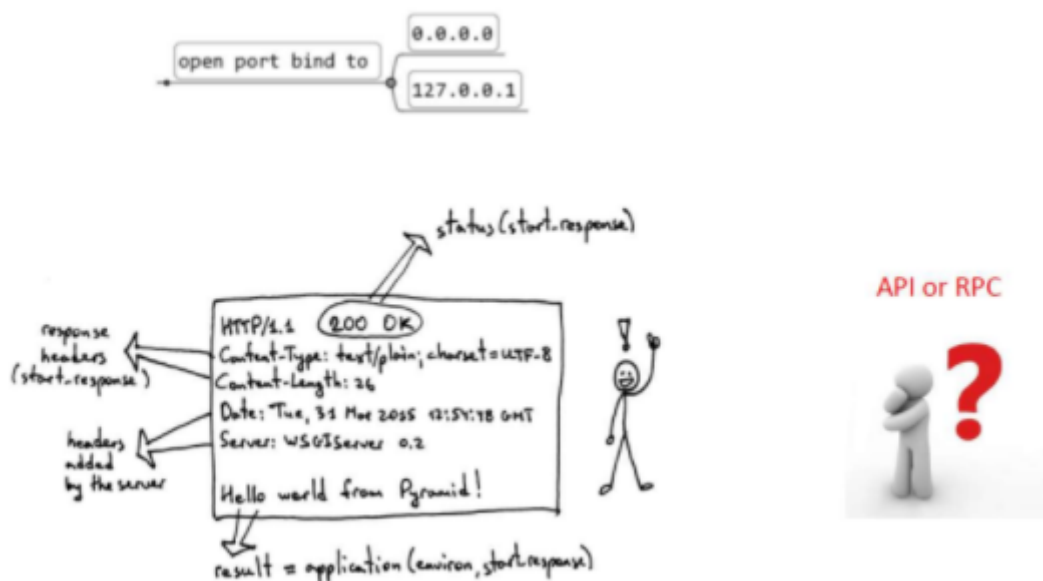 0.0.0.0
open port bind to
127.0.0.1
status(start_response)
API or RPC
HTTP/1.1 200 OK
response
headers
(start_response)
Content-Type: text/plain; charset=UTF-8
Content-Length: 26
Date: Tue, 31 Mar 2015 12:54:18 GMT
Server: WSGIServer 0.2
headers
added
by the server
Hello world from Pyramid!
result = application(environ, start_response)
!
?